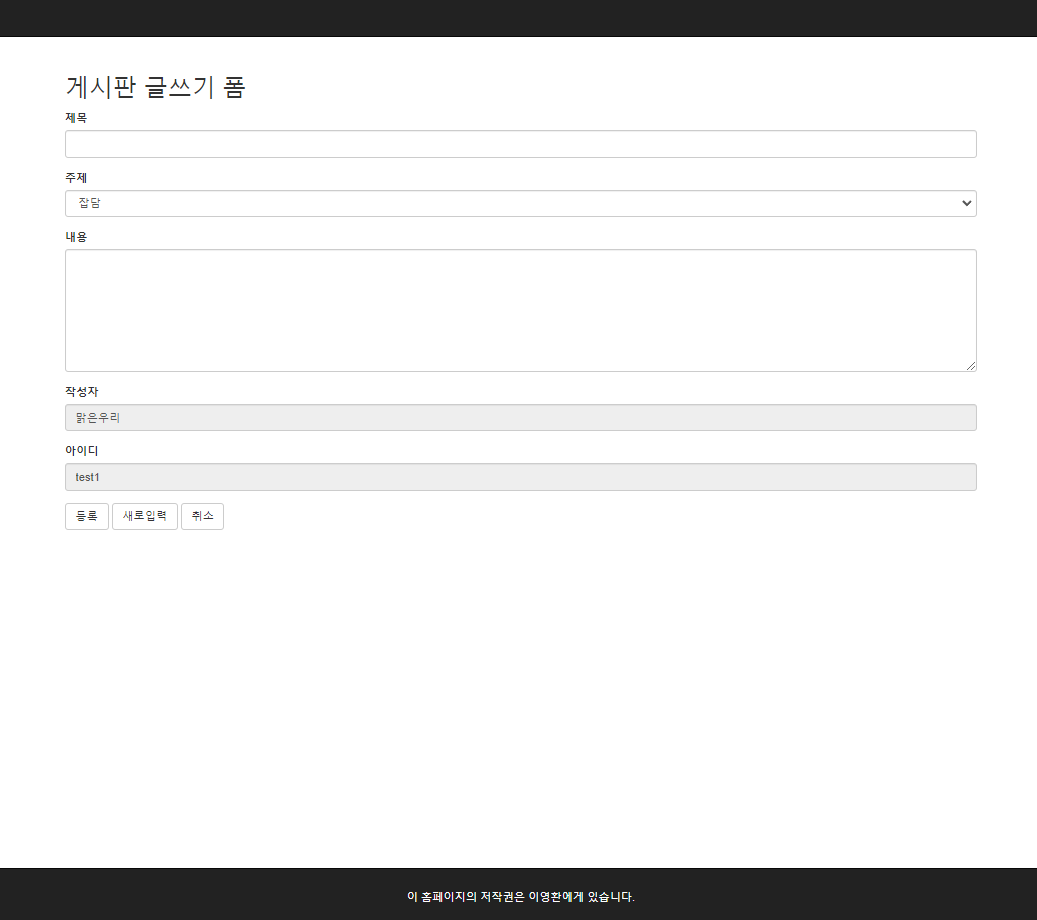 게시판 글쓰기 폼
제목
주제
잡담
내용
작성자
맑은우리
아이디
test1
등록 새로입력 취소
이 홈페이지의 저작권은 이영환에게 있습니다.